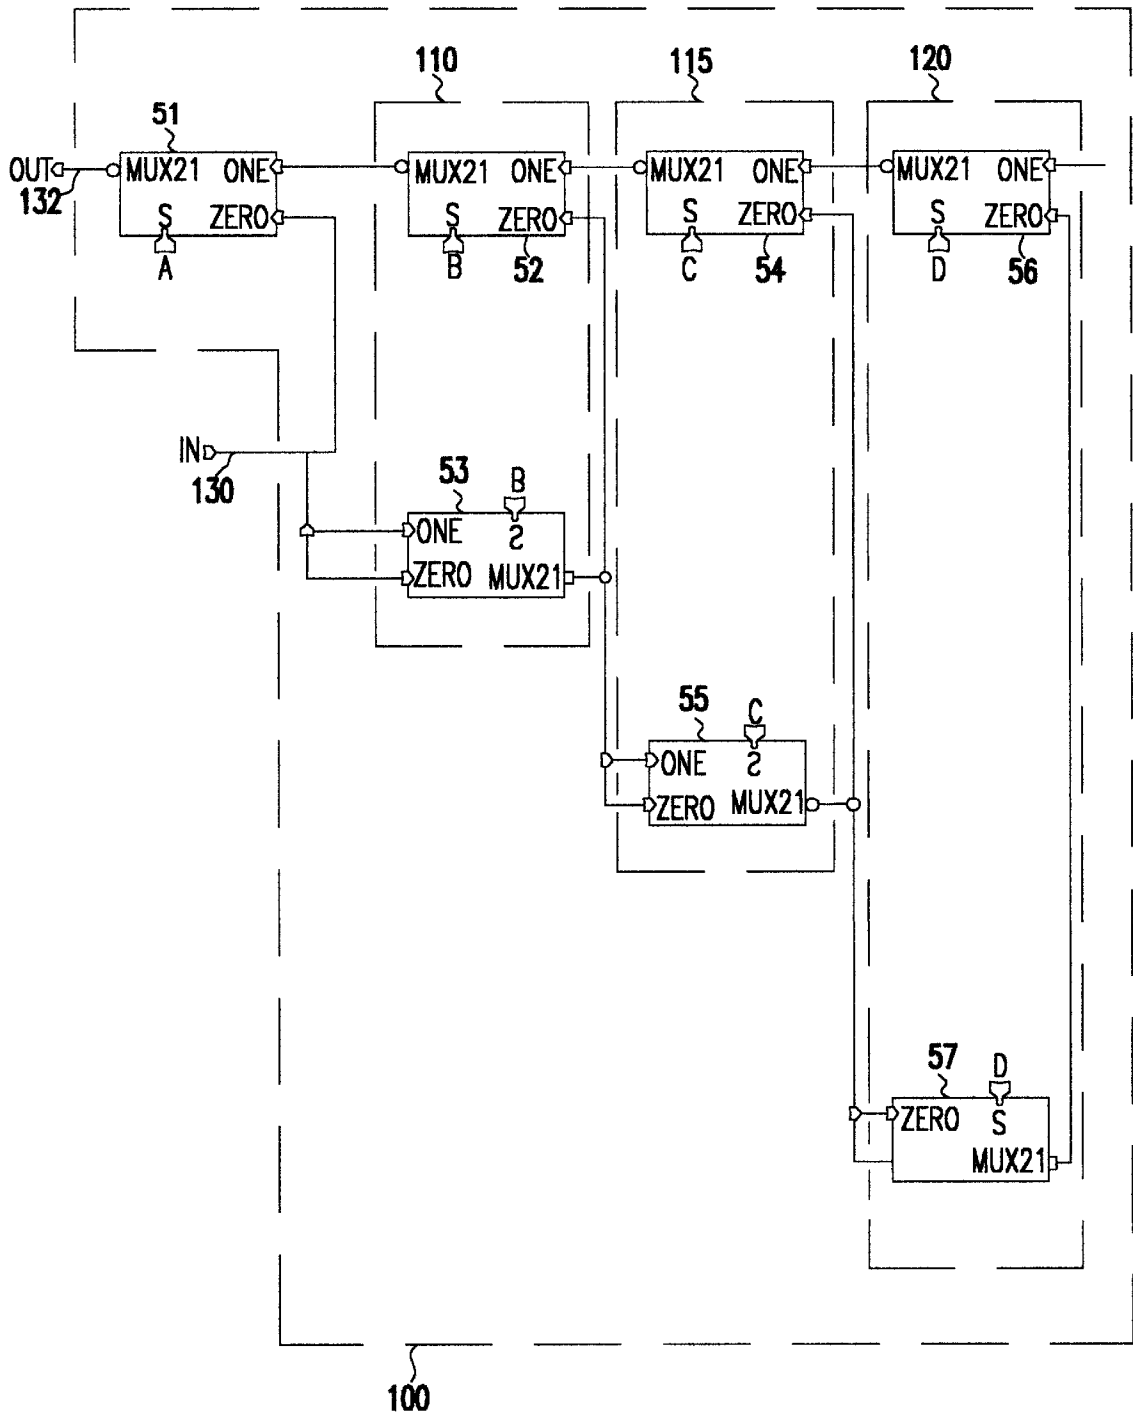 110
115
120
51
OUT
132
MUX21 ONE
S ZERO
A
MUX21 ONE
S ZERO
B
52
MUX21 ONE
S ZERO
C
54
MUX21 ONE
S ZERO
D
56
IN
130
53
B
ONE S
ZERO MUX21
55
C
ONE S
ZERO MUX21
57
D
ZERO S
MUX21
100